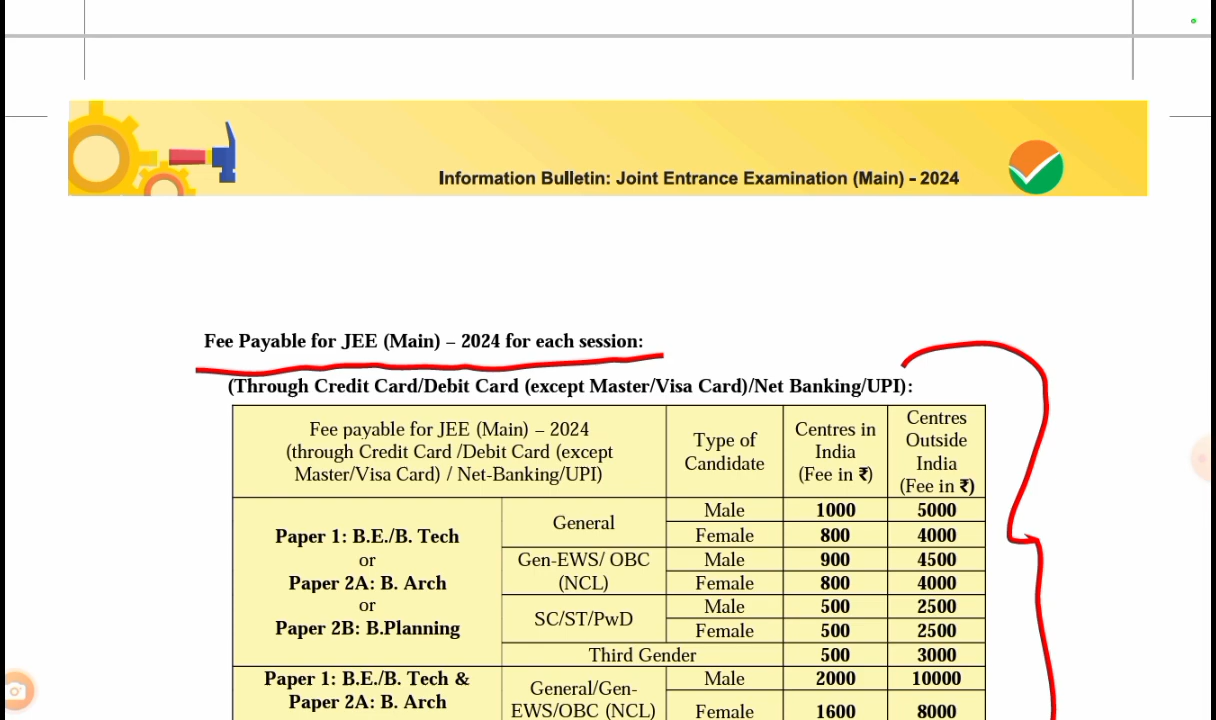 Information Bulletin: Joint Entrance Examination (Main) - 2024
Fee Payable for JEE (Main) – 2024 for each session:
(Through Credit Card/Debit Card (except Master/Visa Card)/Net Banking/UPI):
Fee payable for JEE (Main) – 2024
(through Credit Card /Debit Card (except
Master/Visa Card) / Net-Banking/UPI)
Type of
Candidate
Centres in
India
(Fee in ₹)
Centres
Outside
India
(Fee in ₹)
Paper 1: B.E./B. Tech
or
Paper 2A: B. Arch
or
Paper 2B: B.Planning
General
Male 1000 5000
Female 800 4000
Gen-EWS/ OBC
(NCL)
Male 900 4500
Female 800 4000
SC/ST/PwD
Male 500 2500
Female 500 2500
Third Gender 500 3000
Paper 1: B.E./B. Tech &
Paper 2A: B. Arch
General/Gen-
EWS/OBC (NCL)
Male 2000 10000
Female 1600 8000